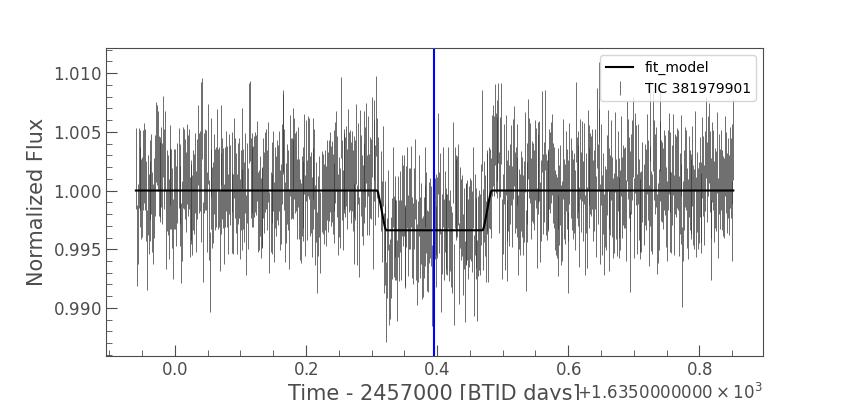 fit_model
TIC 381979901
Normalized Flux
1.010
1.005
1.000
0.995
0.990
0.0
0.2
0.4
0.6
0.8
Time - 2457000 [BTJD days]
+1.6350000000 × 10³